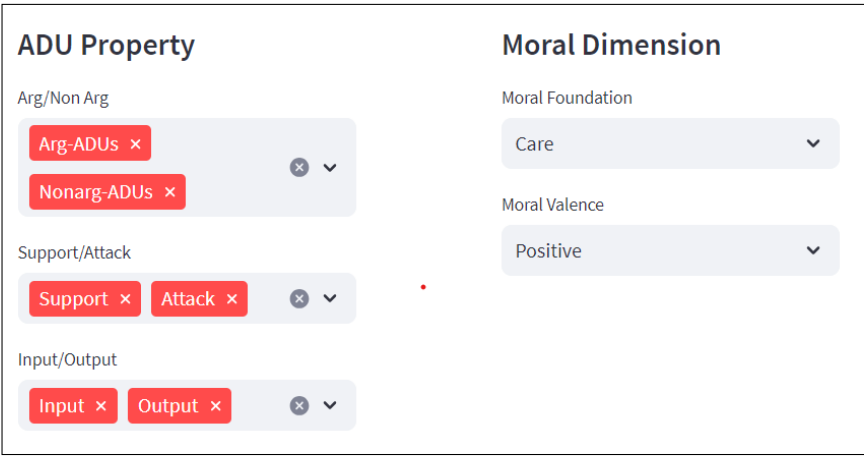 ADU Property
Arg/Non Arg
Arg-ADUs ×
Nonarg-ADUs ×
Support/Attack
Support × Attack ×
Input/Output
Input × Output ×
Moral Dimension
Moral Foundation
Care
Moral Valence
Positive